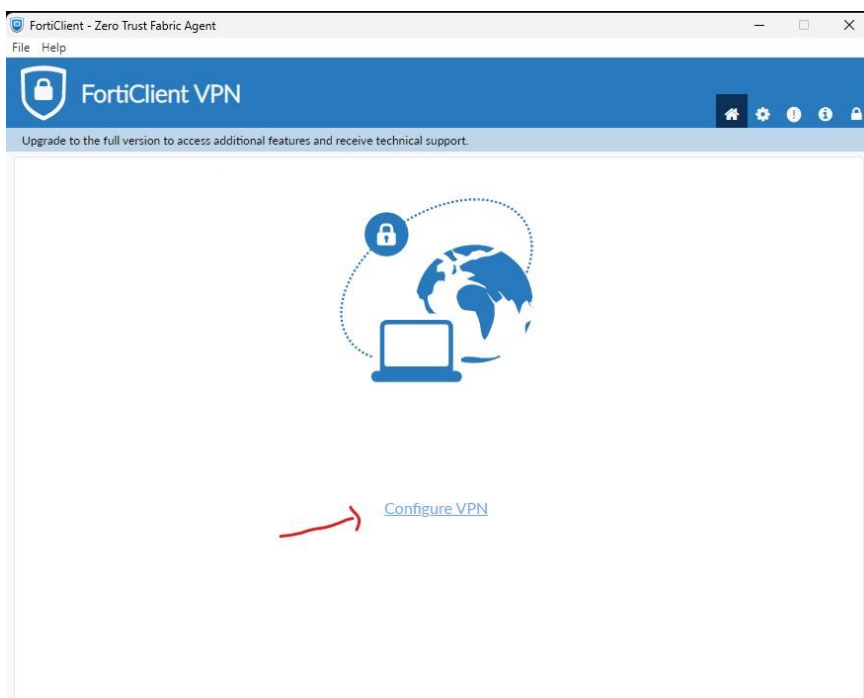 FortiClient - Zero Trust Fabric Agent
File Help
FortiClient VPN
Upgrade to the full version to access additional features and receive technical support.
Configure VPN